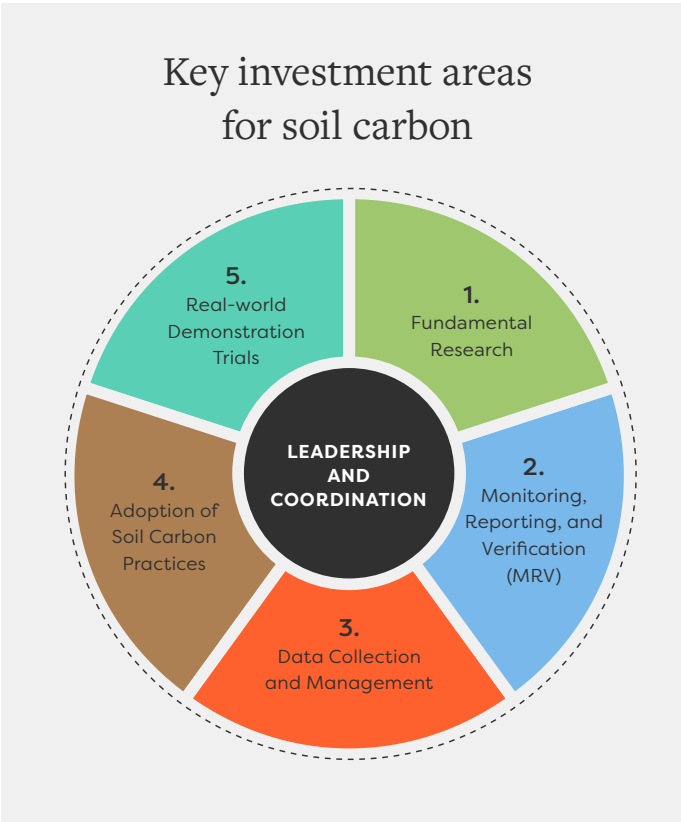 Key investment areas
for soil carbon
1.
Fundamental
Research
2.
Monitoring,
Reporting, and
Verification
(MRV)
3.
Data Collection
and Management
4.
Adoption of
Soil Carbon
Practices
5.
Real-world
Demonstration
Trials
LEADERSHIP
AND
COORDINATION